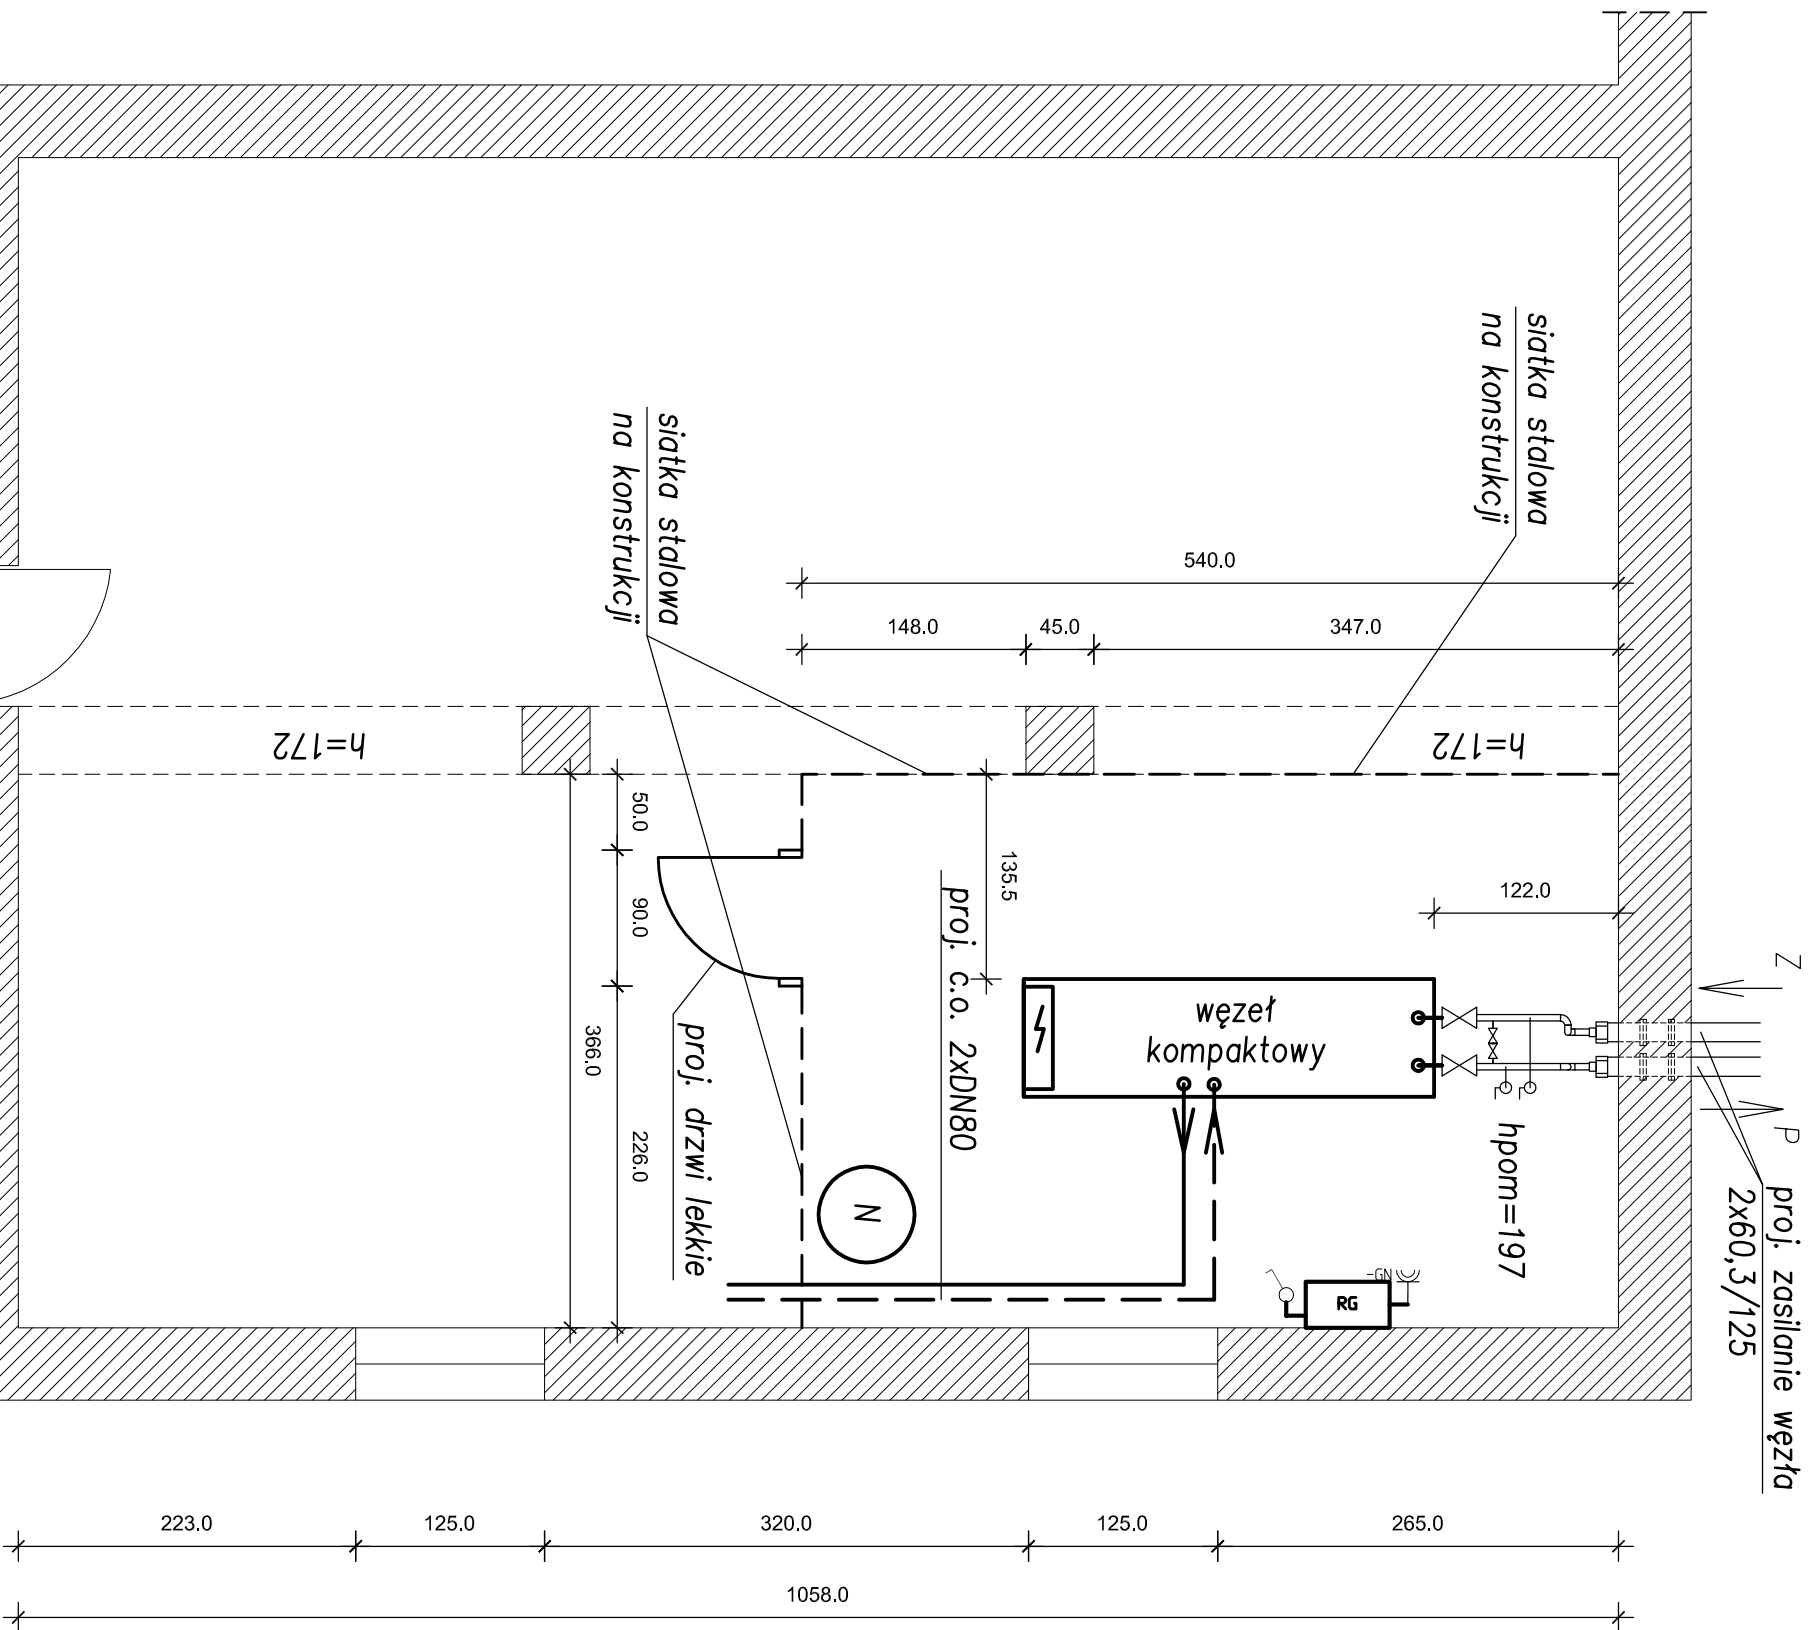 siatka stalowa
na konstrukcji
siatka stalowa
na konstrukcji
540.0
148.0
45.0
347.0
h=172
h=172
50.0
90.0
226.0
366.0
135.5
122.0
proj. c.o. 2xDN80
węzeł
kompaktowy
proj. drzwi lekkie
N
hpom=197
-GN
RG
Z
P
proj. zasilanie węzła
2x60,3/125
223.0
125.0
320.0
125.0
265.0
1058.0